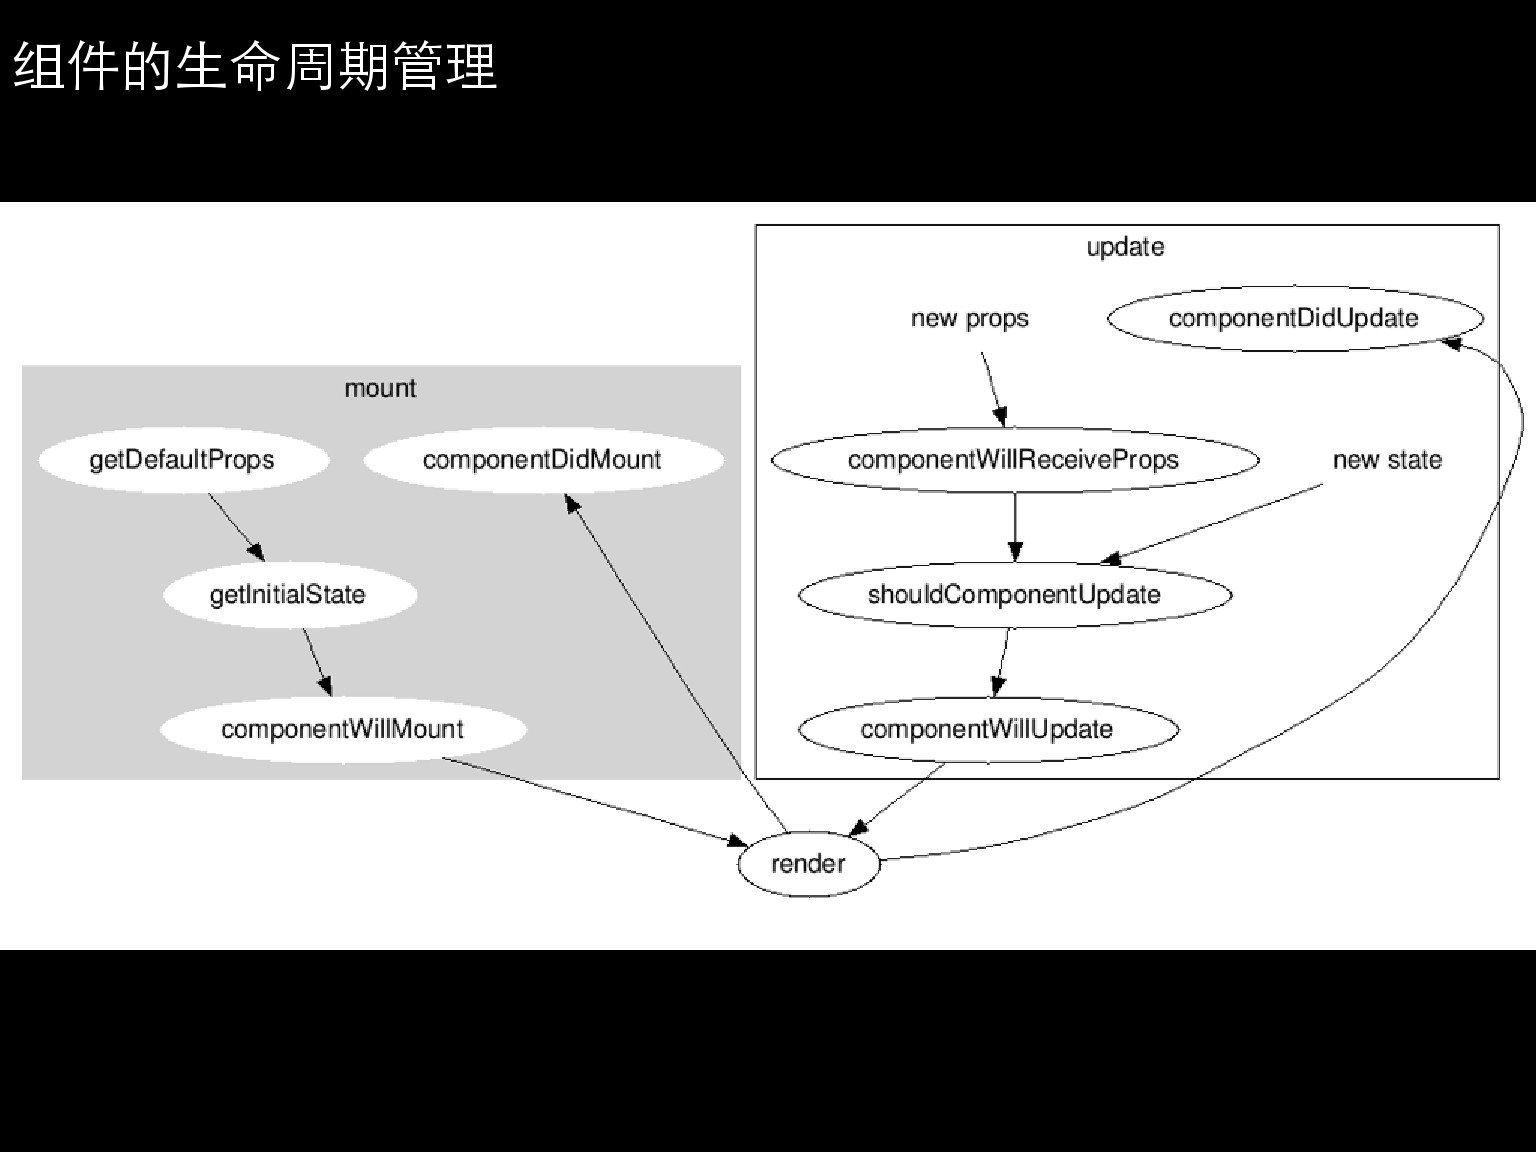 组件的生命周期管理
mount
getDefaultProps
componentDidMount
getInitialState
componentWillMount
update
new props
componentDidUpdate
componentWillReceiveProps
new state
shouldComponentUpdate
componentWillUpdate
render